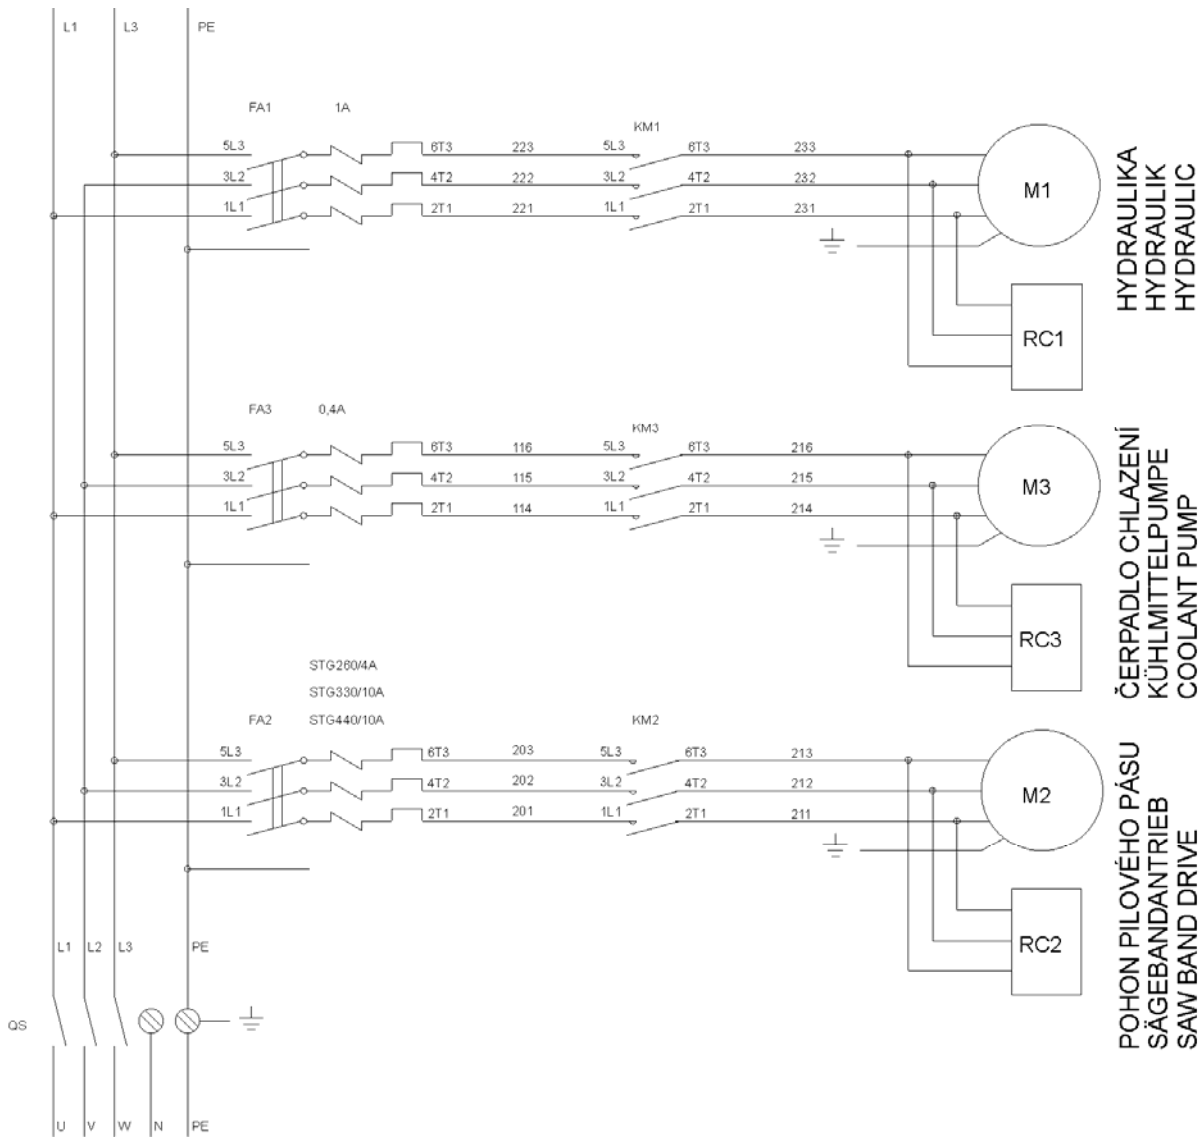 L1 L3 PE
FA1 1A
KM1
5L3 6T3 223 5L3 6T3 233
3L2 4T2 222 3L2 4T2 232
1L1 2T1 221 1L1 2T1 231
M1
RC1
HYDRAULIKA
HYDRAULIK
HYDRAULIC
FA3 0,4A
KM3
5L3 6T3 116 5L3 6T3 216
3L2 4T2 115 3L2 4T2 215
1L1 2T1 114 1L1 2T1 214
M3
RC3
ČERPADLO CHLAZENÍ
KÜHLMITTELPUMPE
COOLANT PUMP
STG260/4A
STG330/10A
FA2 STG440/10A KM2
5L3 6T3 203 5L3 6T3 213
3L2 4T2 202 3L2 4T2 212
1L1 2T1 201 1L1 2T1 211
M2
RC2
POHON PILOVÉHO PÁSU
SÄGEBANDANTRIEB
SAW BAND DRIVE
L1 L2 L3 PE
QS
U V W N PE